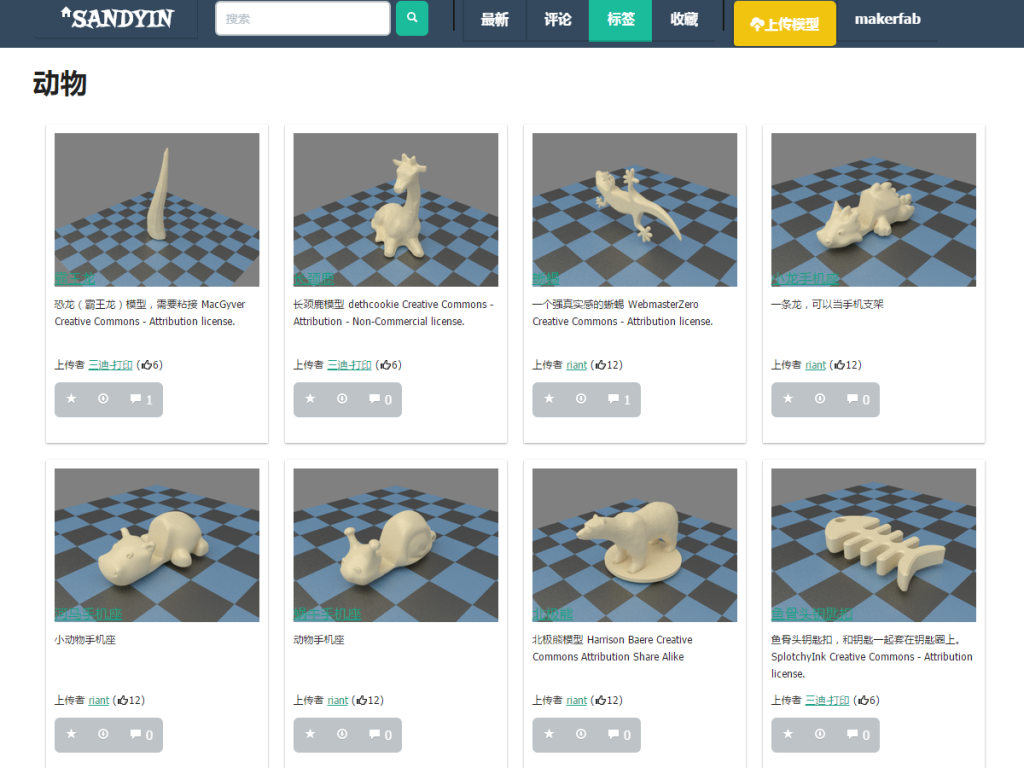 SANDYIN
搜索
最新
评论
标签
收藏
上传模型
makerfab
动物
霸王龙
恐龙（霸王龙）模型，需要粘接 MacGyver
Creative Commons - Attribution license.
上传者 三迪-打印 (6)
1
长颈鹿
长颈鹿模型 dethcookie Creative Commons -
Attribution - Non-Commercial license.
上传者 三迪-打印 (6)
0
蜥蜴
一个强真实感的蜥蜴 WebmasterZero
Creative Commons - Attribution license.
上传者 riant (12)
1
小龙手机座
一条龙，可以当手机支架
上传者 riant (12)
0
河马手机座
小动物手机座
上传者 riant (12)
0
蜗牛手机座
动物手机座
上传者 riant (12)
0
北极熊
北极熊模型 Harrison Baere Creative
Commons Attribution Share Alike
上传者 riant (12)
0
鱼骨头钥匙扣
鱼骨头钥匙扣，和钥匙一起套在钥匙圈上。
SplotchyInk Creative Commons - Attribution
license.
上传者 三迪-打印 (6)
0